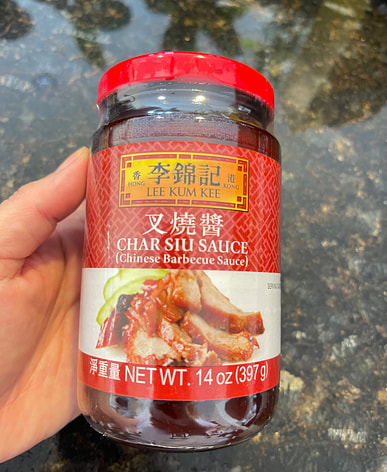 香 李錦記 港
HONG KONG
LEE KUM KEE
叉燒醬
CHAR SIU SAUCE
(Chinese Barbecue Sauce)
淨重量 NET WT. 14 oz (397 g)